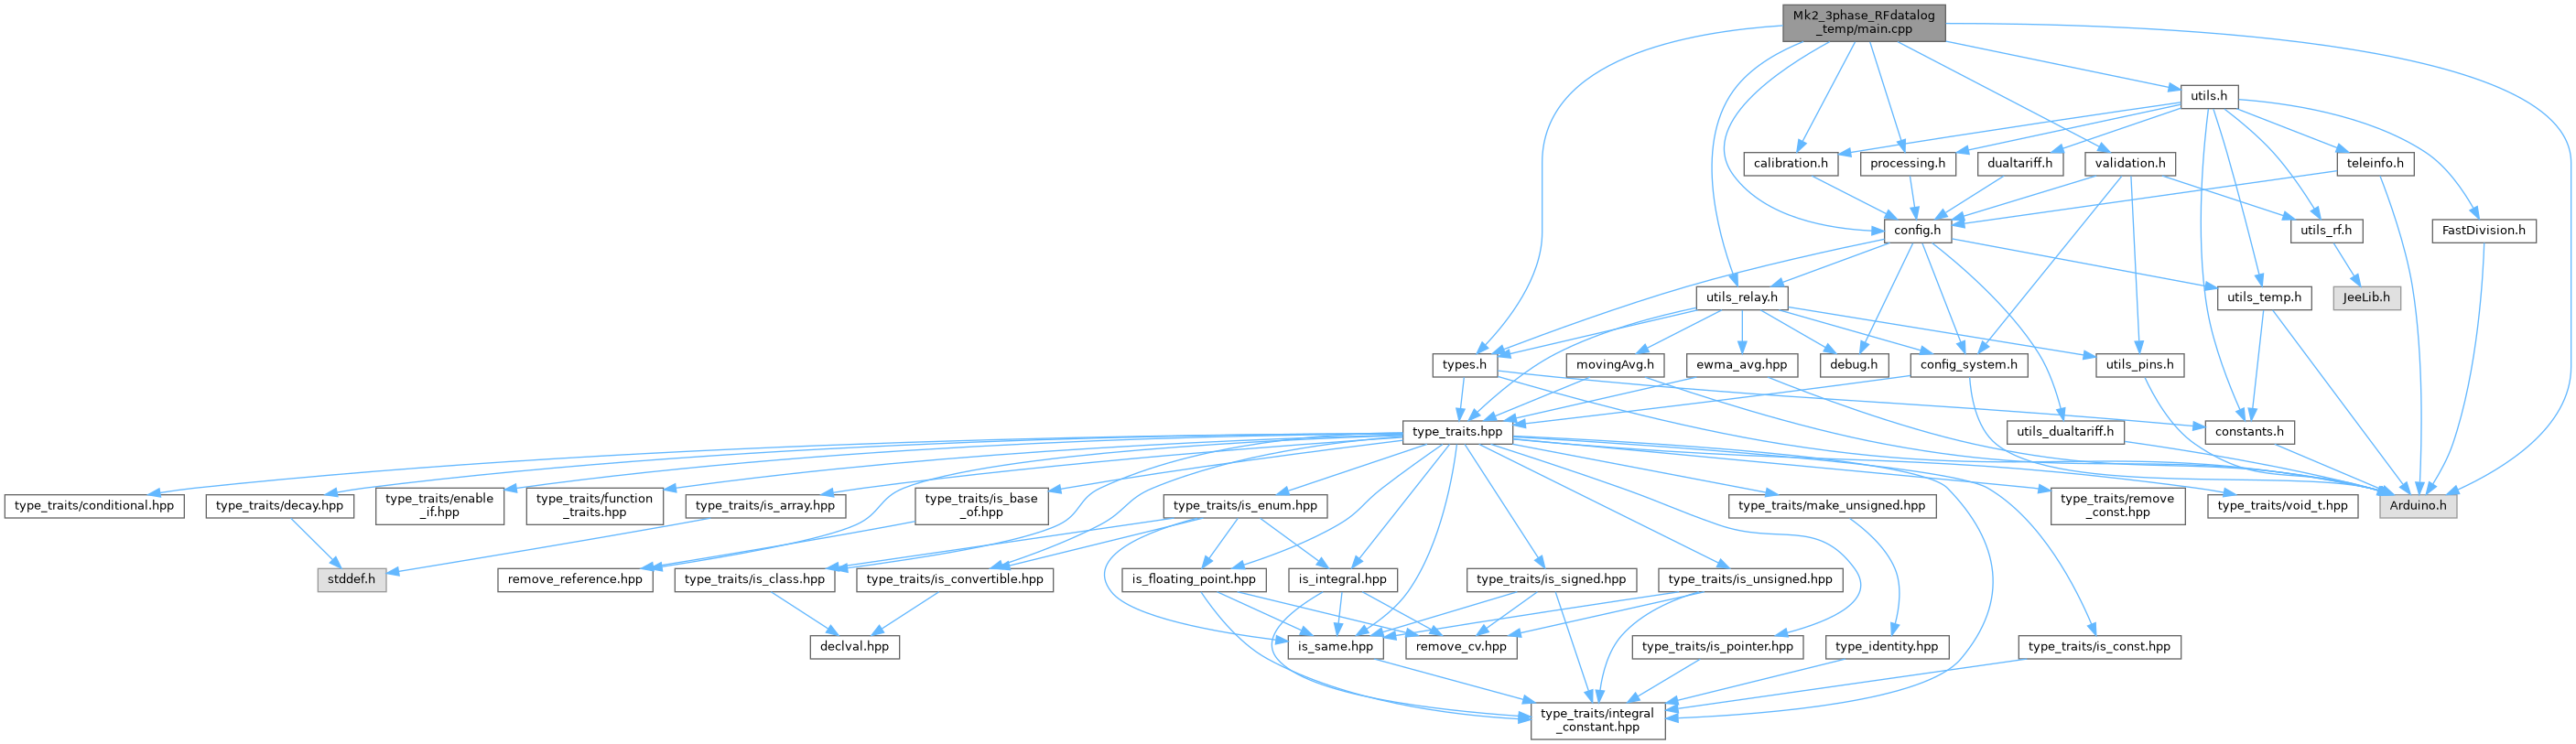 Mk2_3phase_RFdatalog
_temp/main.cpp
utils.h
calibration.h
processing.h
dualtariff.h
validation.h
teleinfo.h
config.h
utils_rf.h
FastDivision.h
utils_relay.h
utils_temp.h
JeeLib.h
types.h
movingAvg.h
ewma_avg.hpp
debug.h
config_system.h
utils_pins.h
type_traits.hpp
utils_dualtariff.h
constants.h
type_traits/conditional.hpp
type_traits/decay.hpp
type_traits/enable
_if.hpp
type_traits/function
_traits.hpp
type_traits/is_array.hpp
type_traits/is_base
_of.hpp
type_traits/is_enum.hpp
type_traits/make_unsigned.hpp
type_traits/remove
_const.hpp
type_traits/void_t.hpp
Arduino.h
stddef.h
remove_reference.hpp
type_traits/is_class.hpp
type_traits/is_convertible.hpp
is_floating_point.hpp
is_integral.hpp
type_traits/is_signed.hpp
type_traits/is_unsigned.hpp
declval.hpp
is_same.hpp
remove_cv.hpp
type_traits/is_pointer.hpp
type_identity.hpp
type_traits/is_const.hpp
type_traits/integral
_constant.hpp